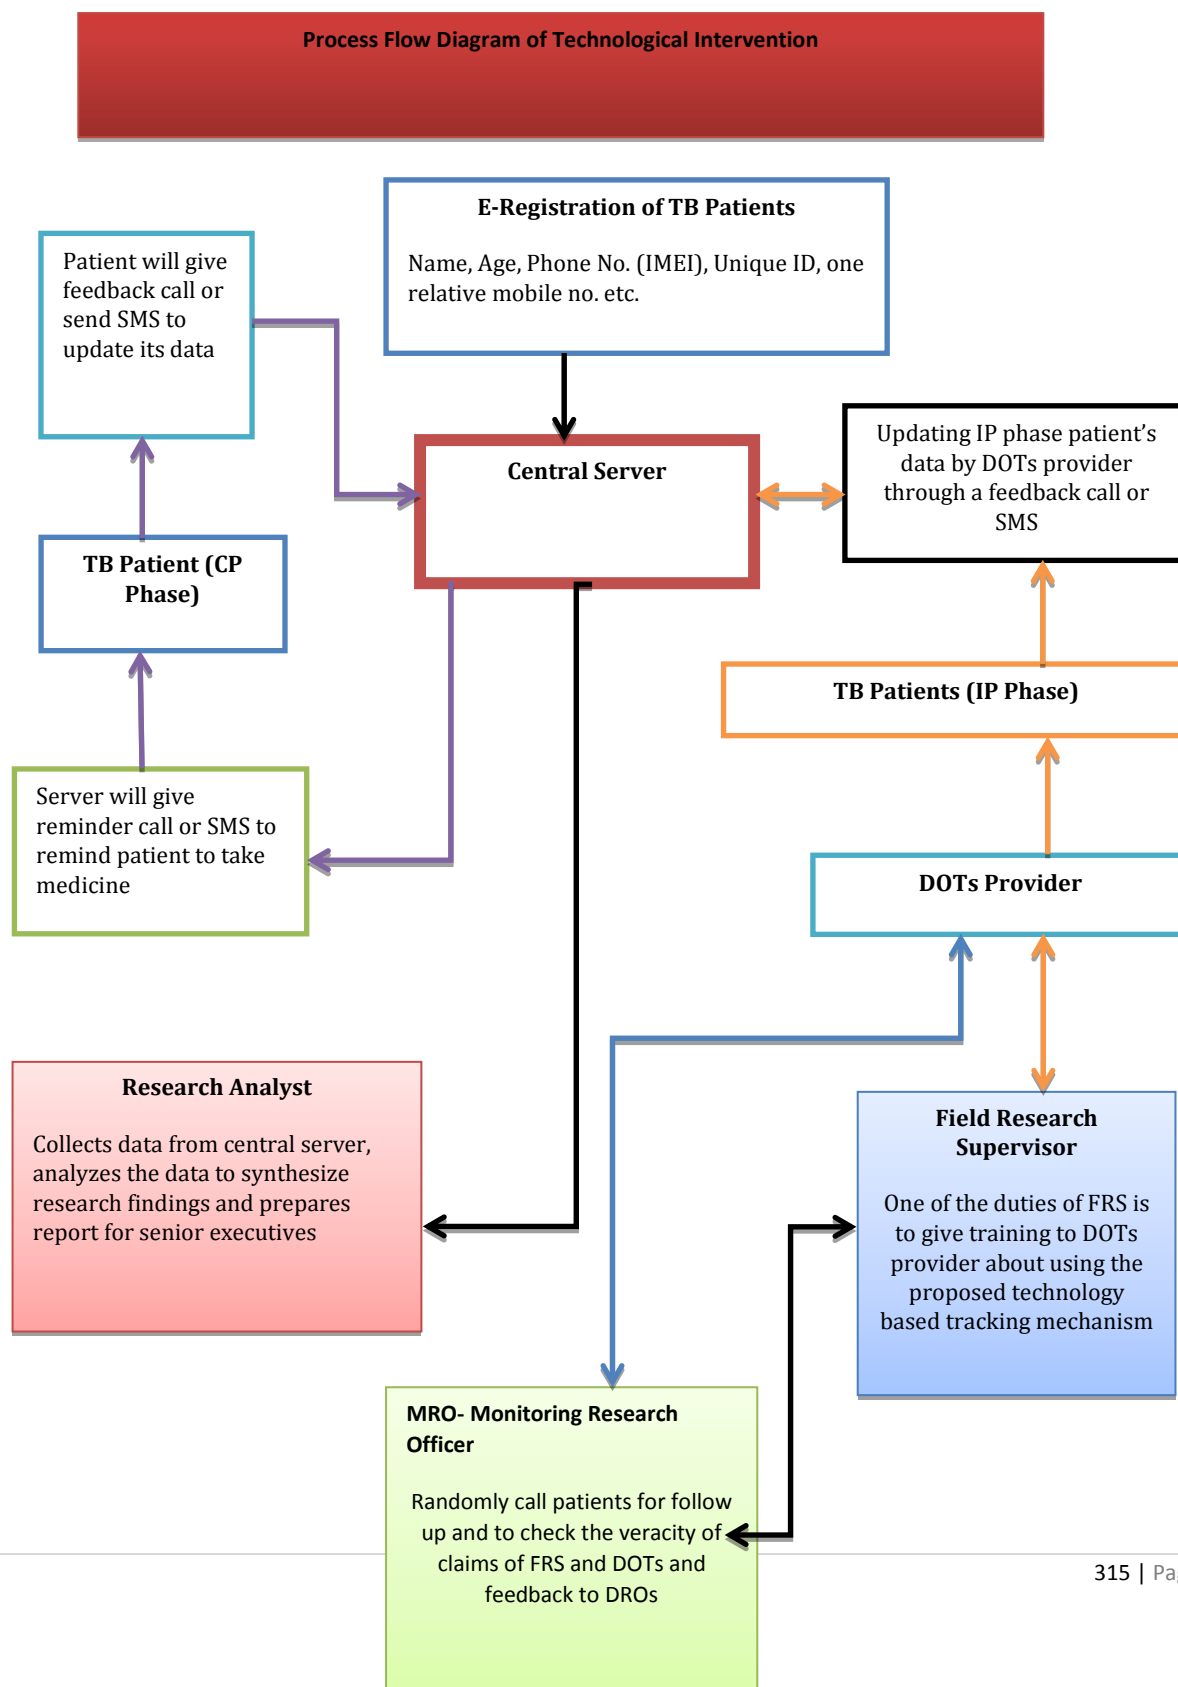 Process Flow Diagram of Technological Intervention
E-Registration of TB Patients
Name, Age, Phone No. (IMEI), Unique ID, one
relative mobile no. etc.
Patient will give
feedback call or
send SMS to
update its data
Central Server
Updating IP phase patient’s
data by DOTs provider
through a feedback call or
SMS
TB Patient (CP
Phase)
TB Patients (IP Phase)
Server will give
reminder call or SMS to
remind patient to take
medicine
DOTs Provider
Research Analyst
Collects data from central server,
analyzes the data to synthesize
research findings and prepares
report for senior executives
Field Research
Supervisor
One of the duties of FRS is
to give training to DOTs
provider about using the
proposed technology
based tracking mechanism
MRO- Monitoring Research
Officer
Randomly call patients for follow
up and to check the veracity of
claims of FRS and DOTs and
feedback to DROs
315 |